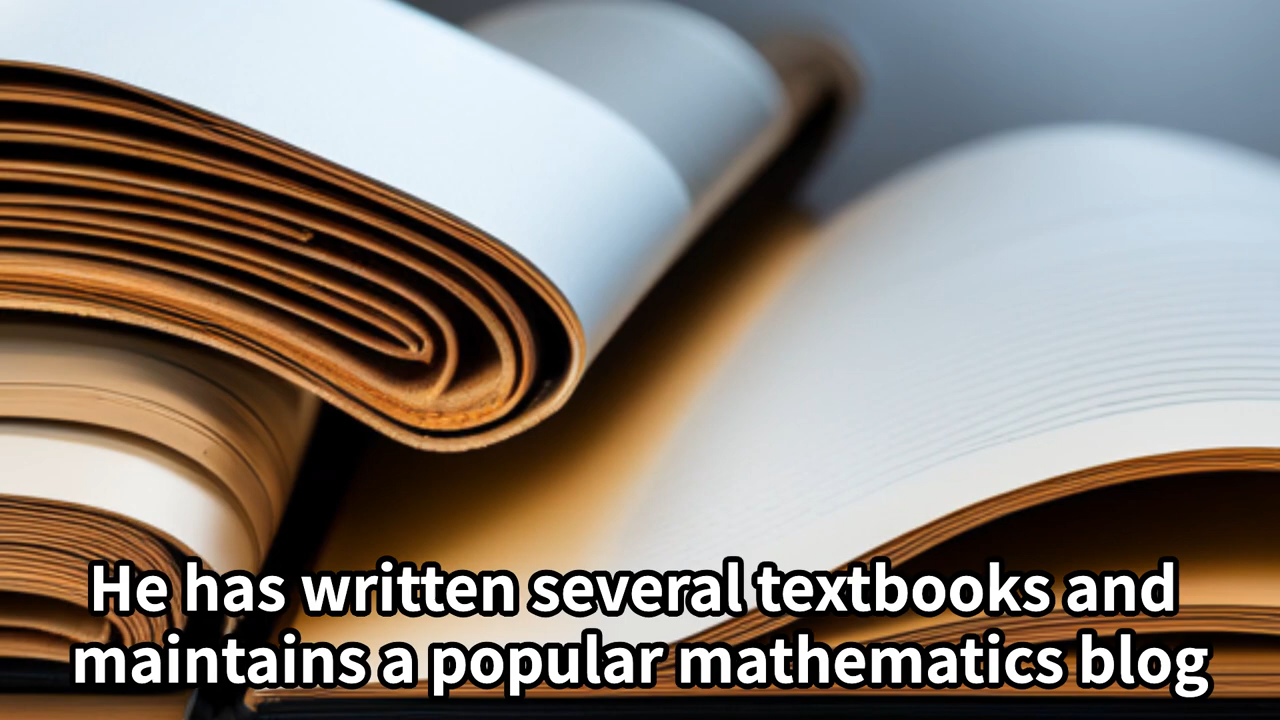 He has written several textbooks and
maintains a popular mathematics blog